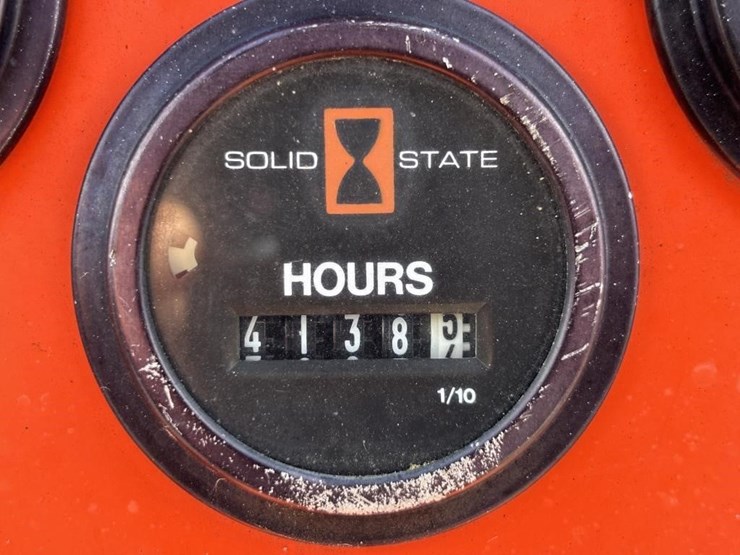 SOLID STATE
HOURS
4 1 3 8
1/10